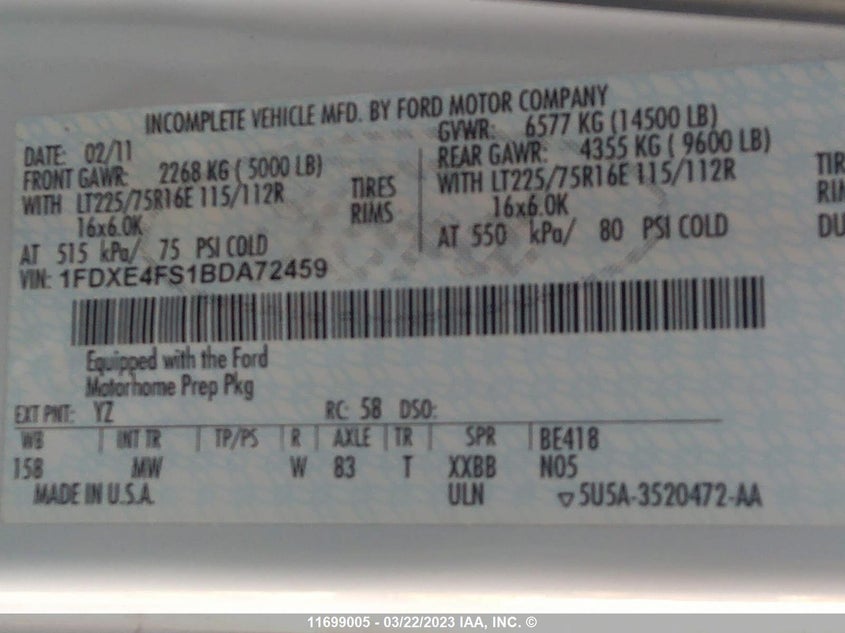 INCOMPLETE VEHICLE MFD. BY FORD MOTOR COMPANY
DATE: 02/11
GVWR: 6577 KG (14500 LB)
FRONT GAWR: 2268 KG ( 5000 LB)
REAR GAWR: 4355 KG ( 9600 LB)
WITH LT225/75R16E 115/112R TIRES
WITH LT225/75R16E 115/112R TIR
16x6.0K RIMS
16x6.0K RIM
AT 515 kPa/ 75 PSI COLD
AT 550 kPa/ 80 PSI COLD DU
VIN: 1FDXE4FS1BDA72459
Equipped with the Ford
Motorhome Prep Pkg
EXT PNT: YZ RC: 58 DSO:
WB INT TR TP/PS R AXLE TR SPR BE418
158 MW W 83 T XXBB N05
MADE IN U.S.A. ULN 5U5A-3520472-AA
11699005 - 03/22/2023 IAA, INC. ©